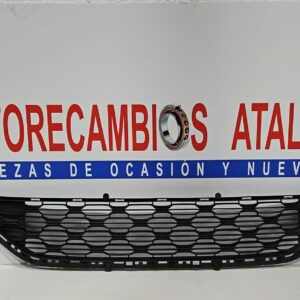 TORECAMBIOS ATAL
EZAS DE OCASIÓN Y NUEV